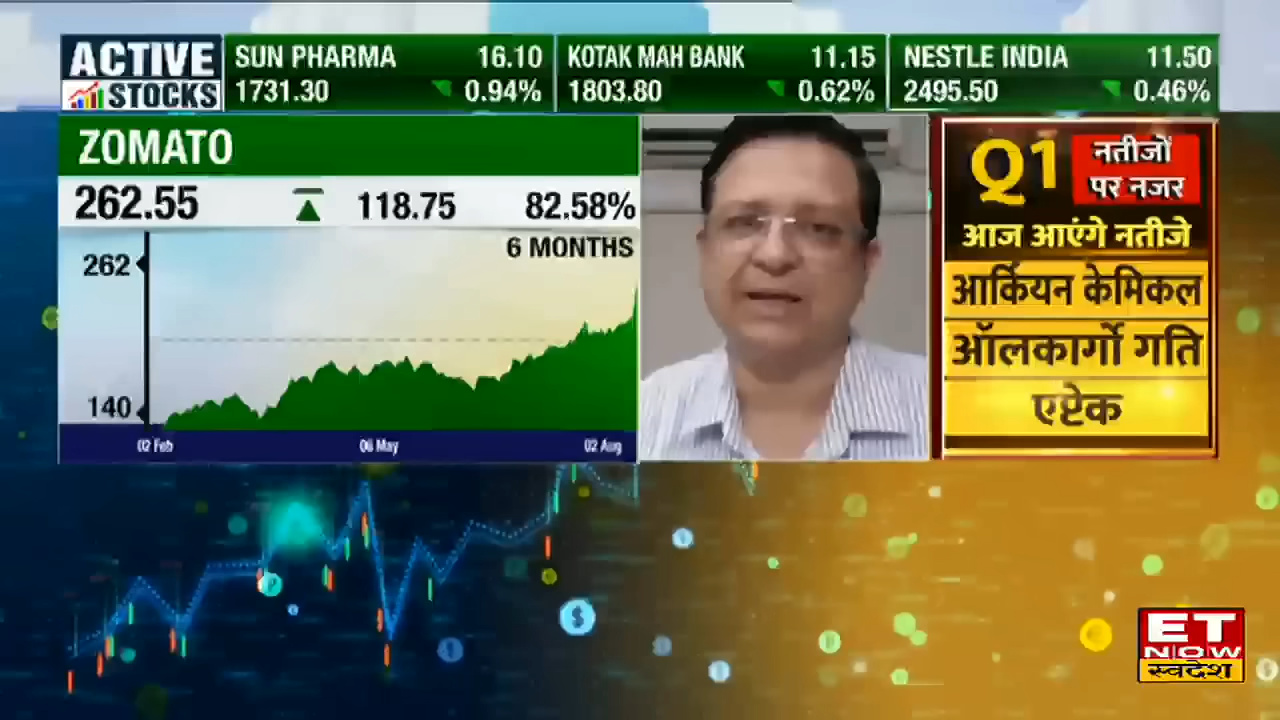 ACTIVE STOCKS
SUN PHARMA 16.10
1731.30 0.94%
KOTAK MAH BANK 11.15
1803.80 0.62%
NESTLE INDIA 11.50
2495.50 0.46%
ZOMATO
262.55 118.75 82.58%
6 MONTHS
262
140
02 Feb 06 May 02 Aug
Q1 नतीजों पर नजर
आज आएंगे नतीजे
आर्कियन केमिकल
ऑलकार्गो गति
एप्टेक
ET
NOW
स्वदेश